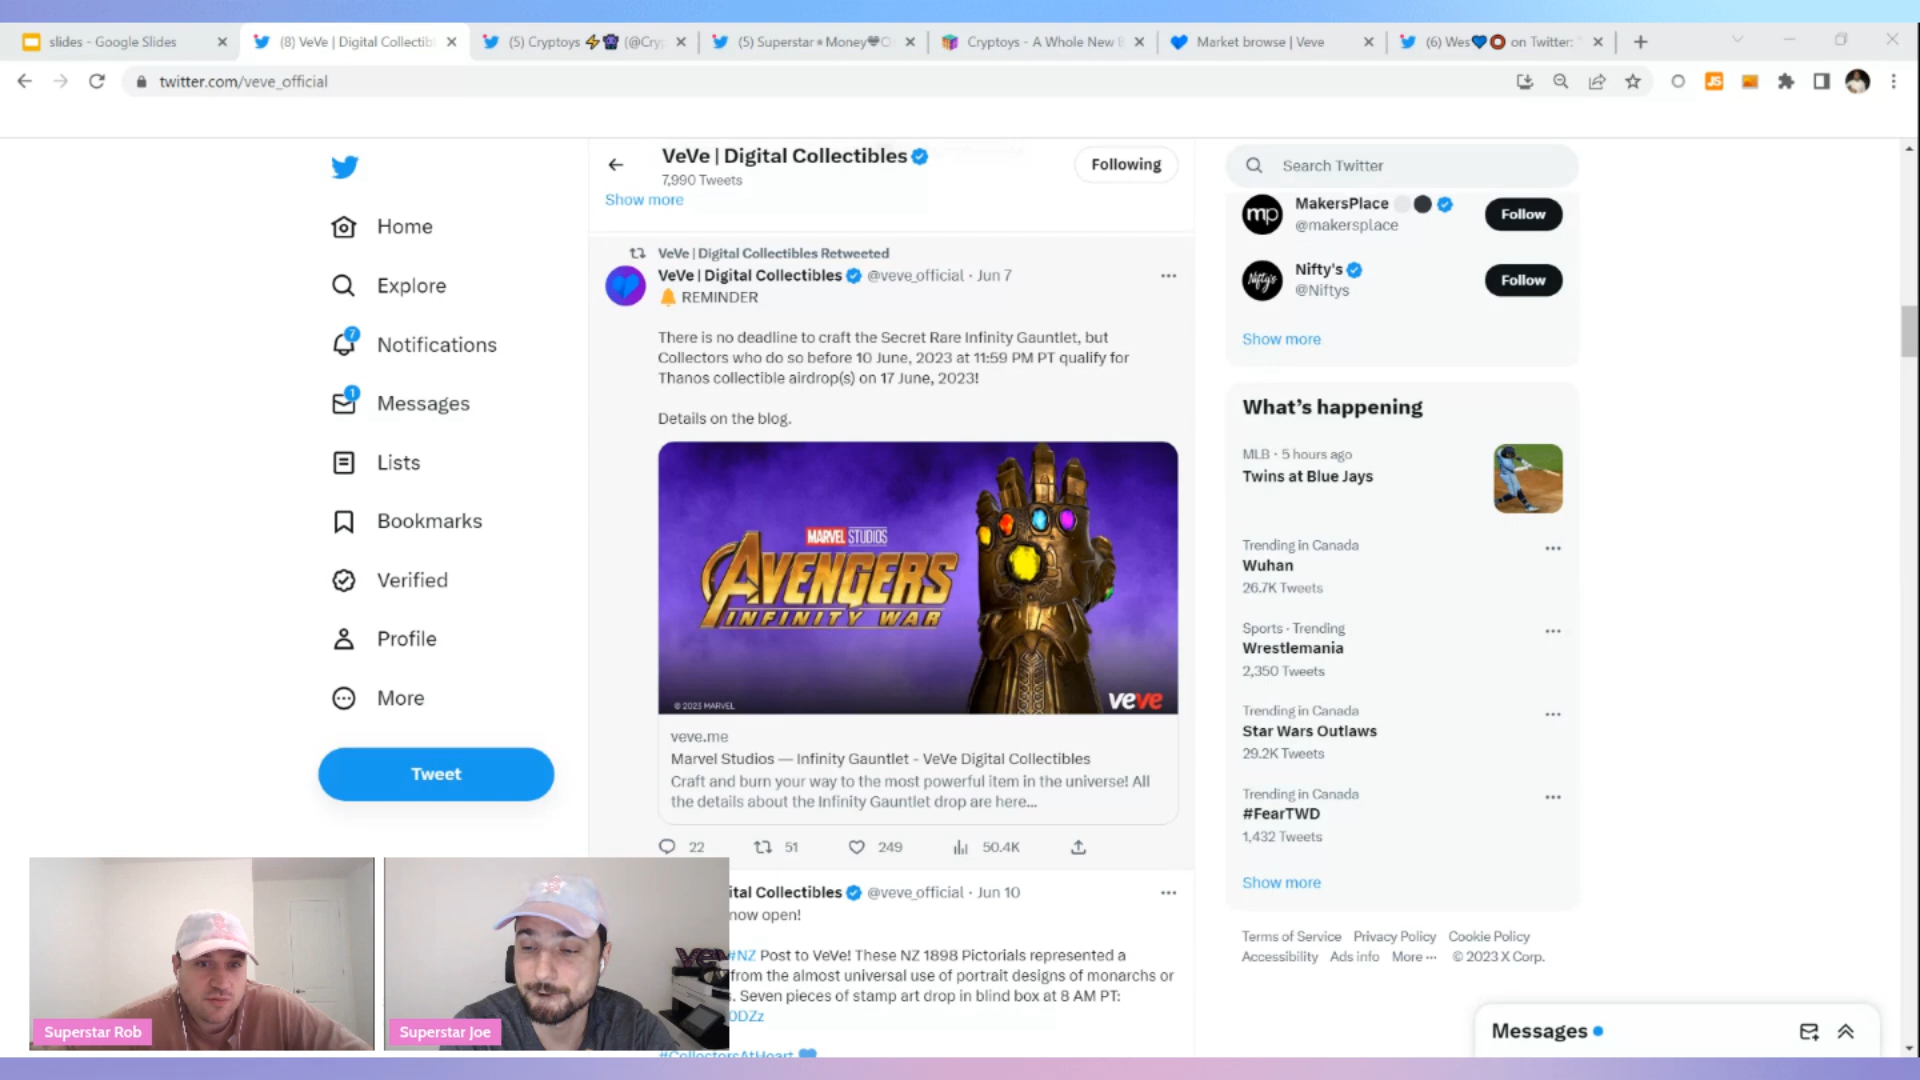 slides - Google Slides
(8) VeVe | Digital Collectib
(5) Cryptoys
(5) Superstar
Cryptoys - A Whole New
Market browse | Veve
(6) Wes
on Twitter:
twitter.com/veve_official
VeVe | Digital Collectibles
7,990 Tweets
Following
Show more
Home
Explore
7
Notifications
1
Messages
Lists
Bookmarks
Verified
Profile
More
Tweet
VeVe | Digital Collectibles Retweeted
VeVe | Digital Collectibles @veve_official · Jun 7
REMINDER
There is no deadline to craft the Secret Rare Infinity Gauntlet, but
Collectors who do so before 10 June, 2023 at 11:59 PM PT qualify for
Thanos collectible airdrop(s) on 17 June, 2023!
Details on the blog.
MARVEL STUDIOS
AVENGERS
INFINITY WAR
© 2023 MARVEL
veve
veve.me
Marvel Studios — Infinity Gauntlet - VeVe Digital Collectibles
Craft and burn your way to the most powerful item in the universe! All
the details about the Infinity Gauntlet drop are here...
22
51
249
50.4K
ital Collectibles @veve_official · Jun 10
now open!
#NZ Post to VeVe! These NZ 1898 Pictorials represented a
from the almost universal use of portrait designs of monarchs or
Seven pieces of stamp art drop in blind box at 8 AM PT:
0DZz
#CollectorsAtHeart
Search Twitter
mp
MakersPlace
@makersplace
Follow
Nifty's
Nifty's
@Niftys
Follow
Show more
What's happening
MLB · 5 hours ago
Twins at Blue Jays
Trending in Canada
Wuhan
26.7K Tweets
Sports · Trending
Wrestlemania
2,350 Tweets
Trending in Canada
Star Wars Outlaws
29.2K Tweets
Trending in Canada
#FearTWD
1,432 Tweets
Show more
Terms of Service Privacy Policy Cookie Policy
Accessibility Ads info More ··· © 2023 X Corp.
Messages
Superstar Rob
Superstar Joe